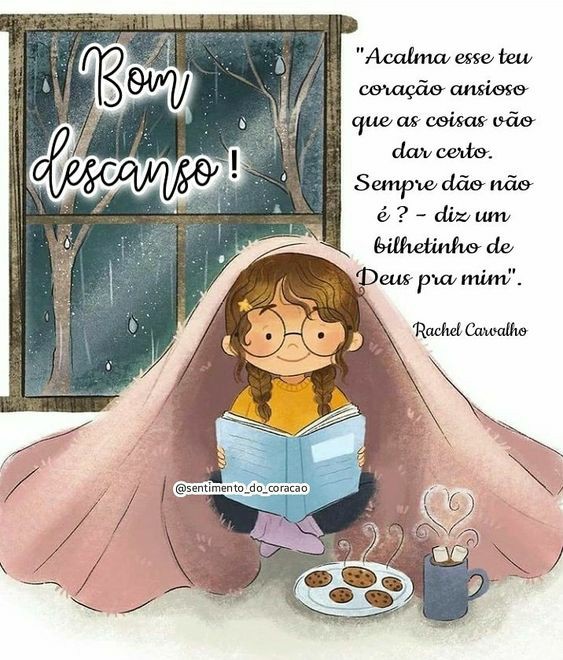 Bom
descanso!
"Acalma esse teu
coração ansioso
que as coisas vão
dar certo.
Sempre dão não
é ? - diz um
bilhetinho de
Deus pra mim".
Rachel Carvalho
@sentimento_do_coracao